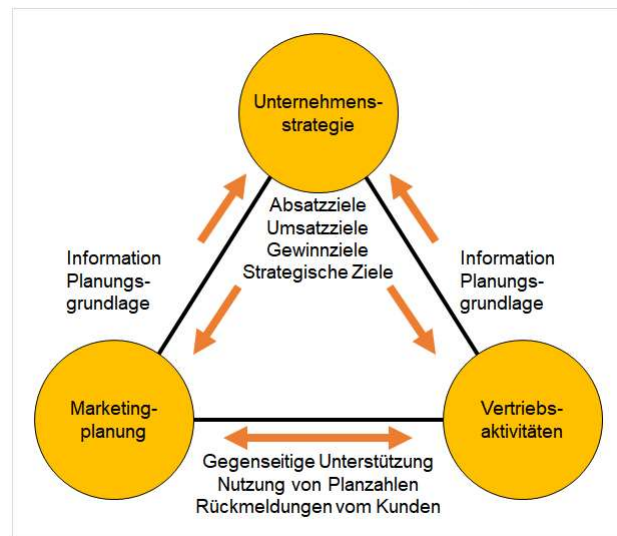 Unternehmens-
strategie
Absatzziele
Umsatzziele
Gewinnziele
Strategische Ziele
Information
Planungs-
grundlage
Information
Planungs-
grundlage
Marketing-
planung
Vertriebs-
aktivitäten
Gegenseitige Unterstützung
Nutzung von Planzahlen
Rückmeldungen vom Kunden